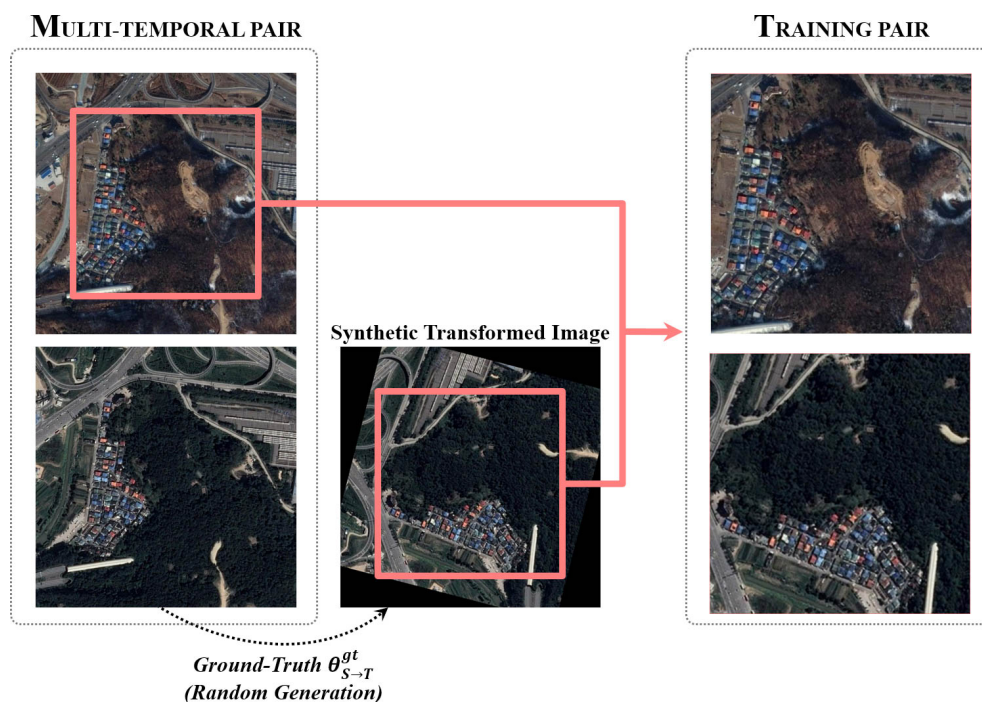 MULTI-TEMPORAL PAIR
TRAINING PAIR
Synthetic Transformed Image
Ground-Truth θ^{gt}_{S→T}
(Random Generation)